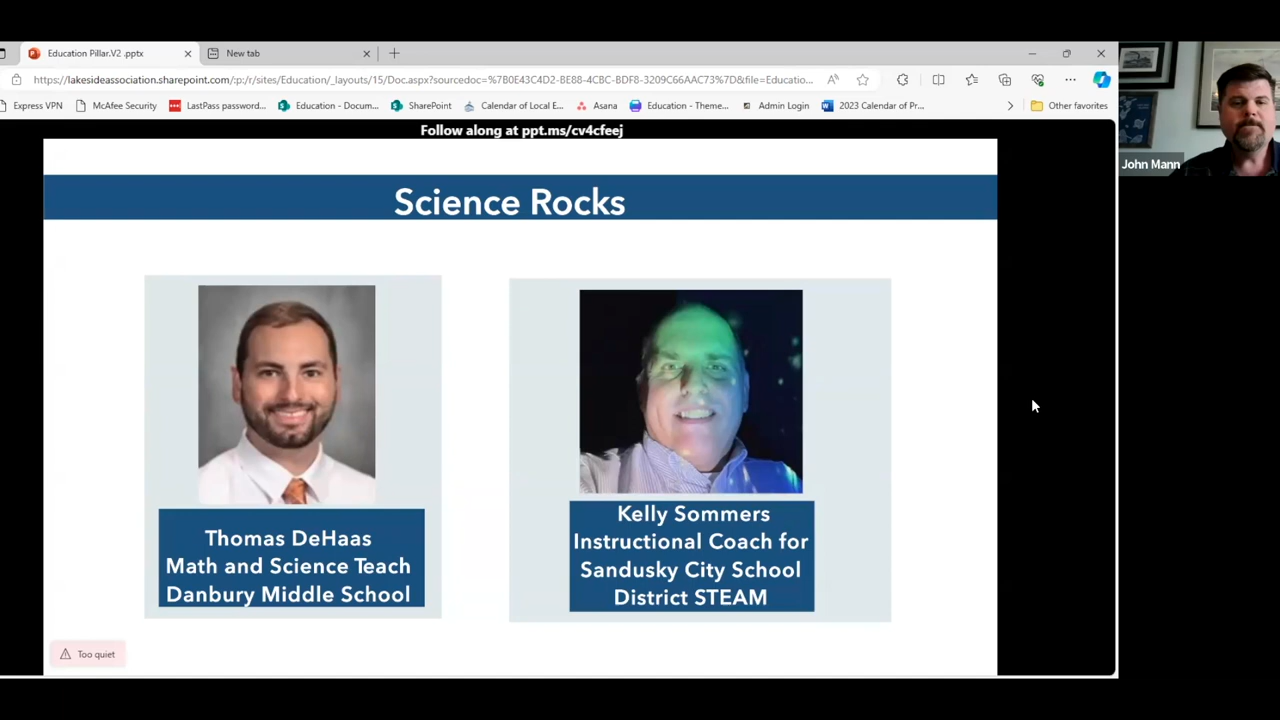 Education Pillar.V2 .pptx
New tab
https://lakesideassociation.sharepoint.com/:p:/r/sites/Education/_layouts/15/Doc.aspx?sourcedoc=%7B0E43C4D2-BE88-4CBC-BDF8-3209C66AAC73%7D&file=Educatio...
Express VPN
McAfee Security
LastPass password...
Education - Docum...
SharePoint
Calendar of Local E...
Asana
Education - Theme...
Admin Login
2023 Calendar of Pr...
Other favorites
Follow along at ppt.ms/cv4cfeej
John Mann
Science Rocks
Thomas DeHaas
Math and Science Teach
Danbury Middle School
Kelly Sommers
Instructional Coach for
Sandusky City School
District STEAM
Too quiet